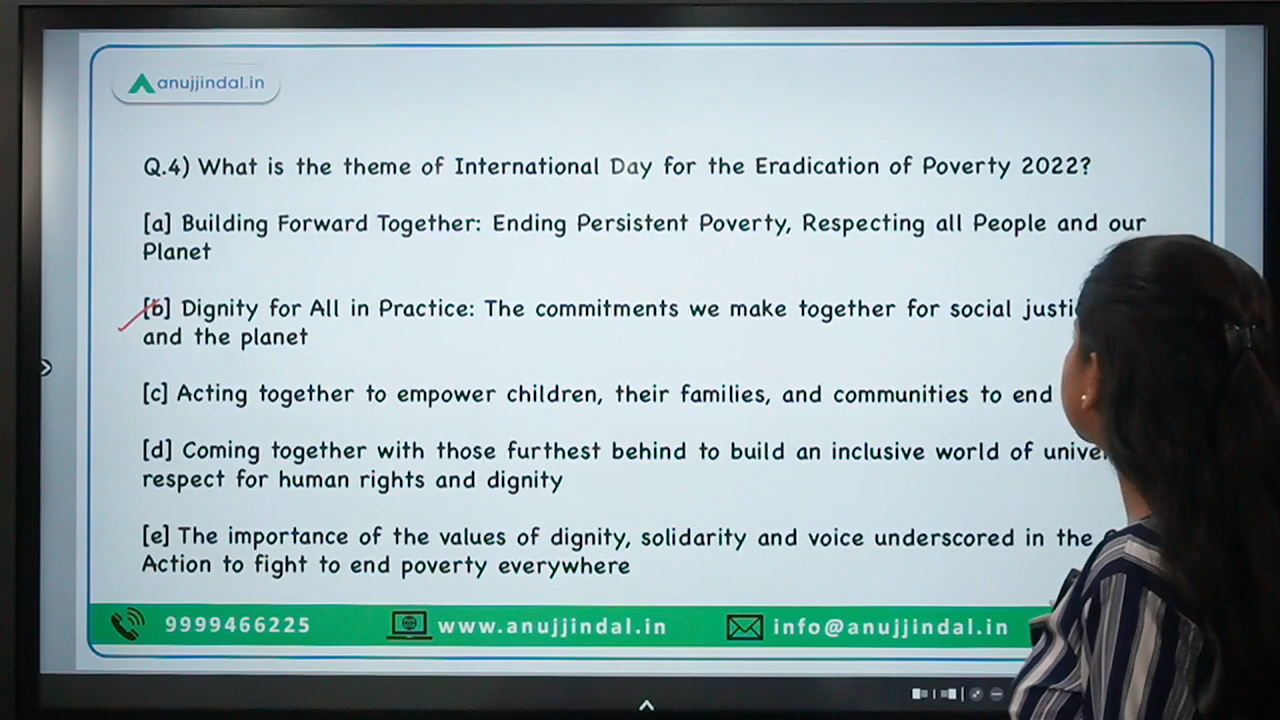 anujjindal.in
Q.4) What is the theme of International Day for the Eradication of Poverty 2022?
[a] Building Forward Together: Ending Persistent Poverty, Respecting all People and our
Planet
[b] Dignity for All in Practice: The commitments we make together for social
and the planet
[c] Acting together to empower children, their families, and communities to end
[d] Coming together with those furthest behind to build an inclusive world of
respect for human rights and dignity
[e] The importance of the values of dignity, solidarity and voice underscored in the
Action to fight to end poverty everywhere
9999466225 www.anujjindal.in info@anujjindal.in